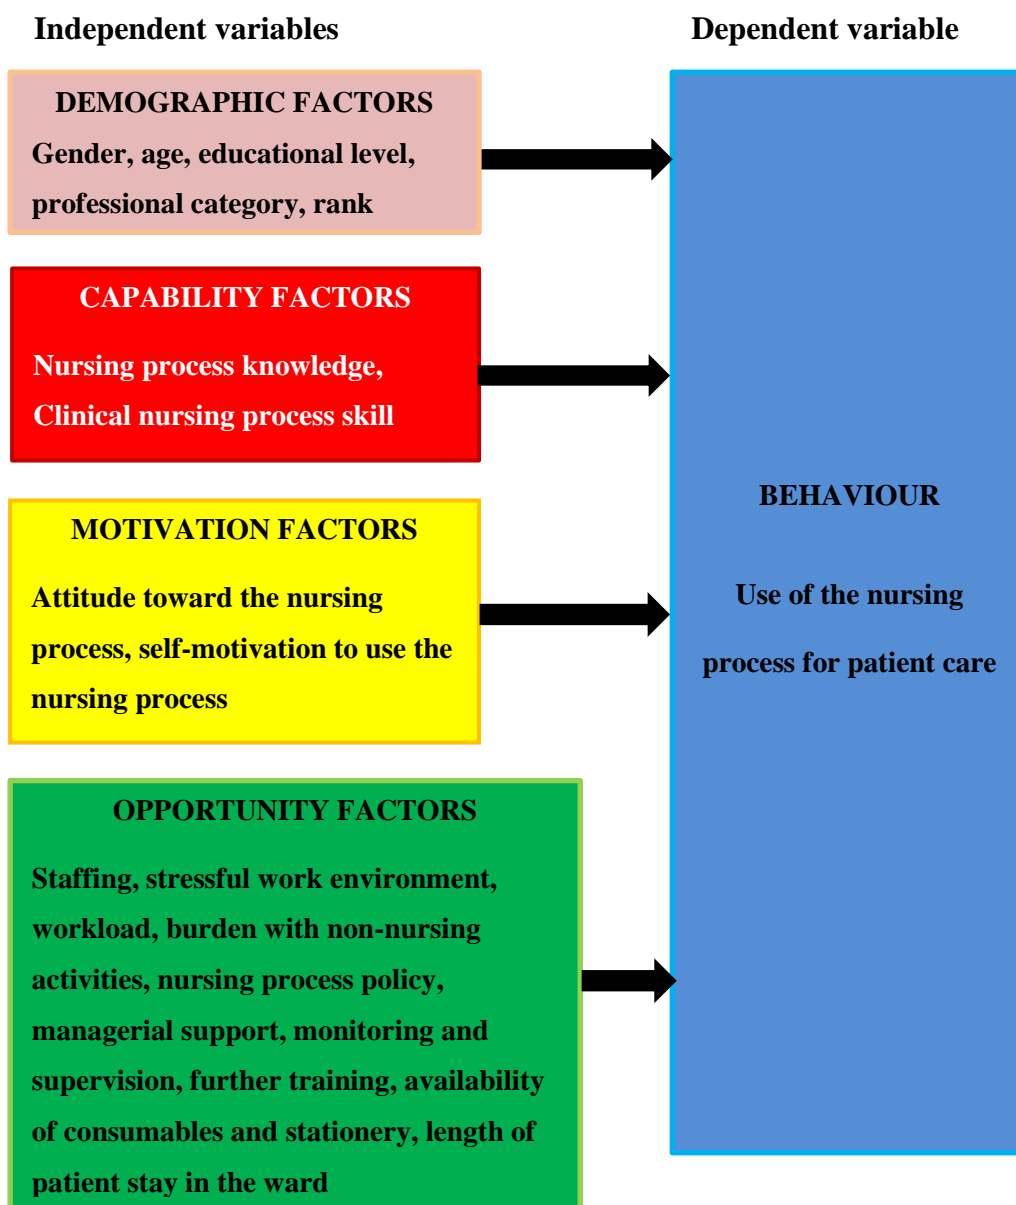 Independent variables
Dependent variable
DEMOGRAPHIC FACTORS
Gender, age, educational level,
professional category, rank
CAPABILITY FACTORS
Nursing process knowledge,
Clinical nursing process skill
MOTIVATION FACTORS
Attitude toward the nursing
process, self-motivation to use the
nursing process
OPPORTUNITY FACTORS
Staffing, stressful work environment,
workload, burden with non-nursing
activities, nursing process policy,
managerial support, monitoring and
supervision, further training, availability
of consumables and stationery, length of
patient stay in the ward
BEHAVIOUR
Use of the nursing
process for patient care